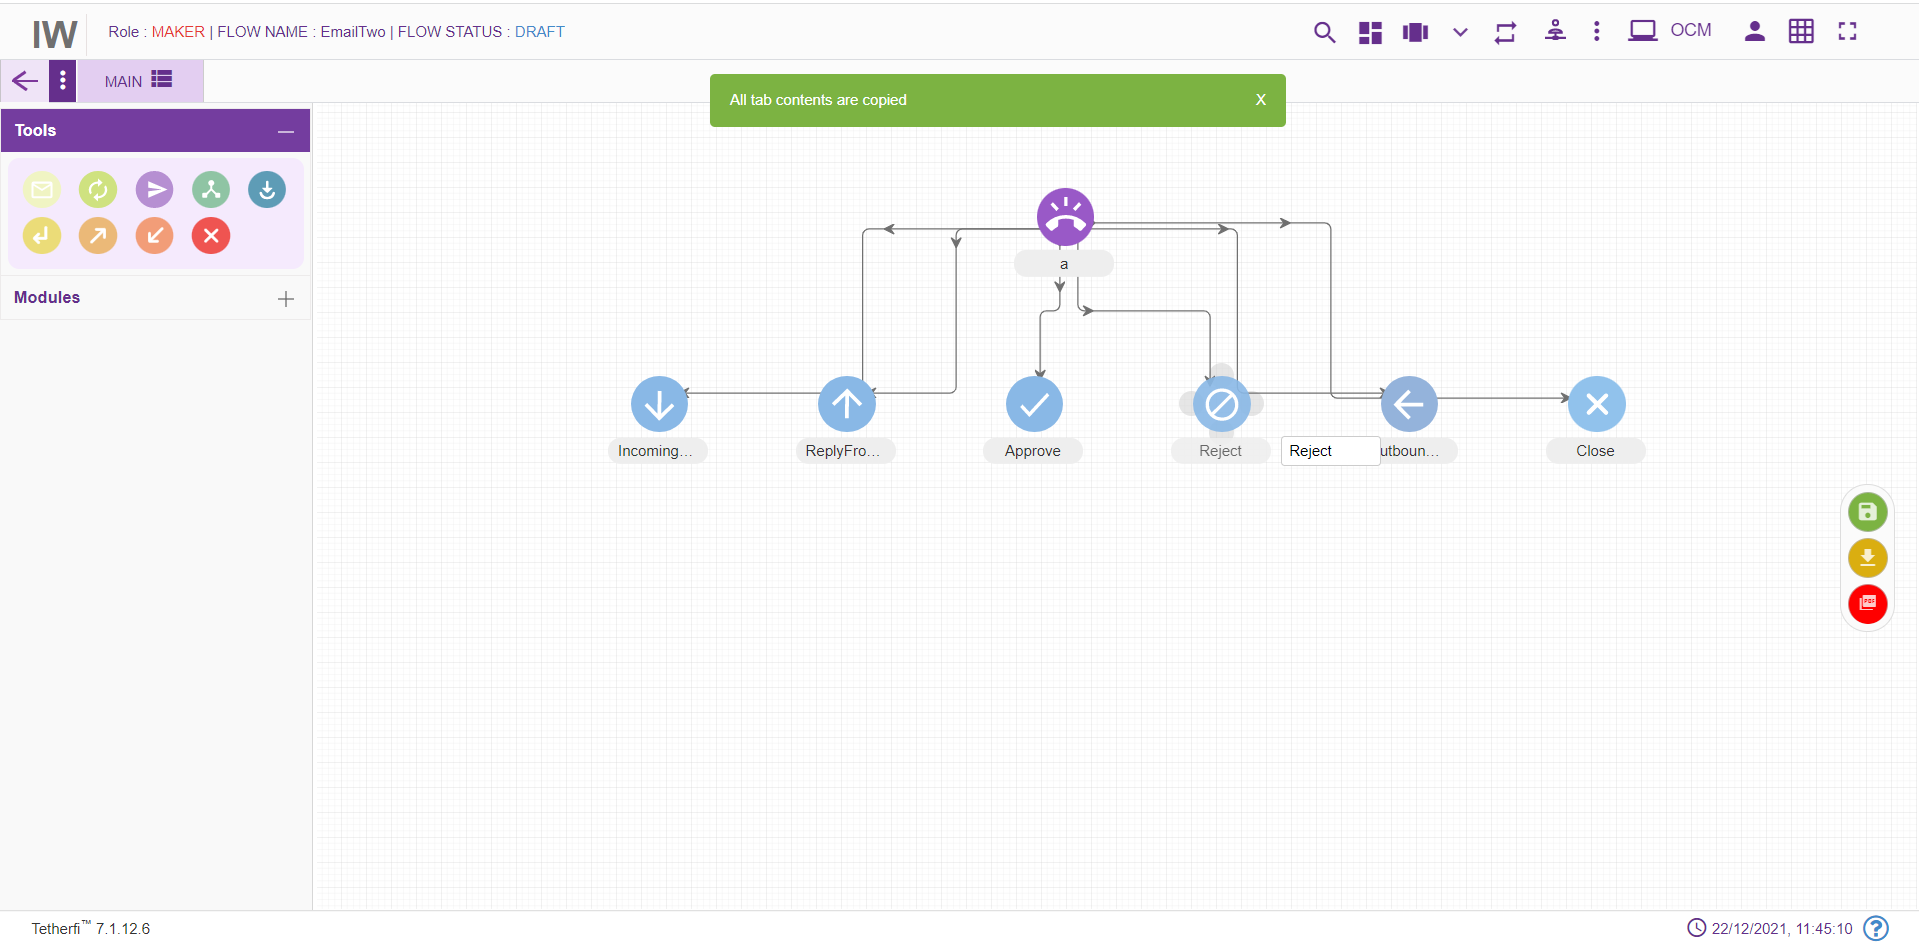 IW
Role : MAKER | FLOW NAME : EmailTwo | FLOW STATUS : DRAFT
OCM
MAIN
All tab contents are copied X
Tools
Modules
a
Incoming...
ReplyFro...
Approve
Reject
Reject
utboun...
Close
PDF
Tetherfi™ 7.1.12.6
22/12/2021, 11:45:10
?